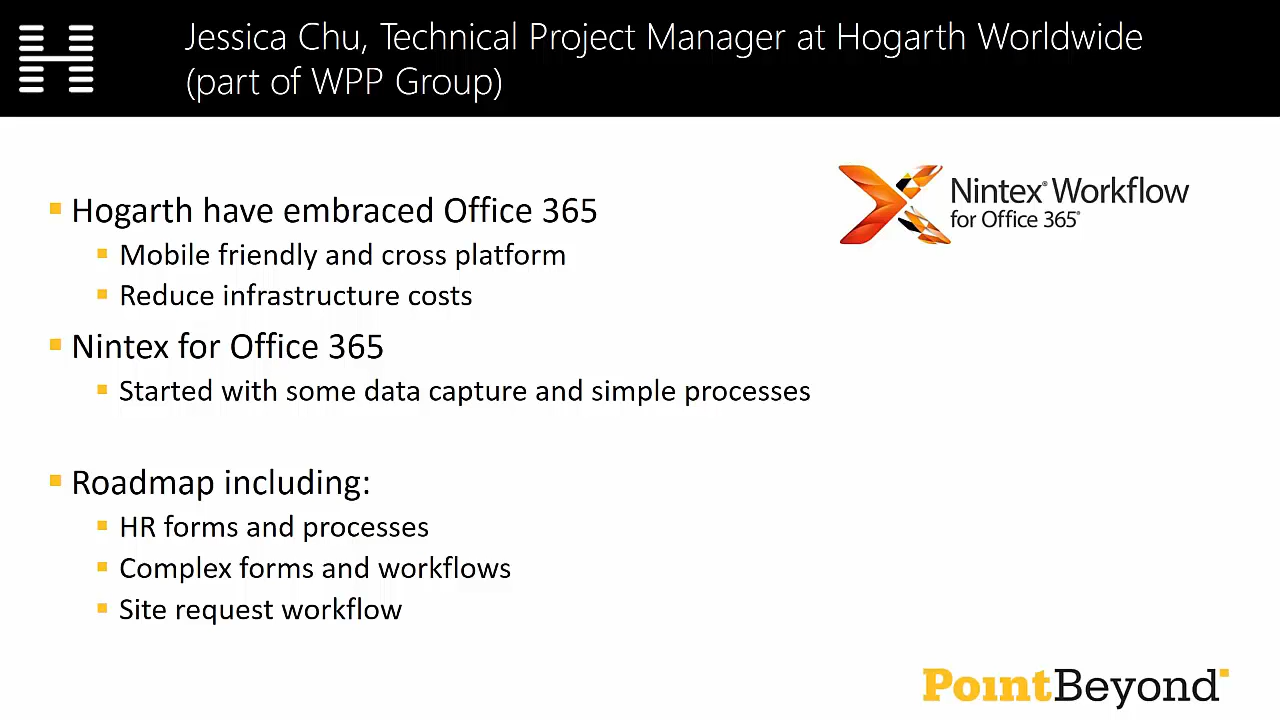 Jessica Chu, Technical Project Manager at Hogarth Worldwide
(part of WPP Group)
Nintex® Workflow
for Office 365®
Hogarth have embraced Office 365
Mobile friendly and cross platform
Reduce infrastructure costs
Nintex for Office 365
Started with some data capture and simple processes
Roadmap including:
HR forms and processes
Complex forms and workflows
Site request workflow
PointBeyond